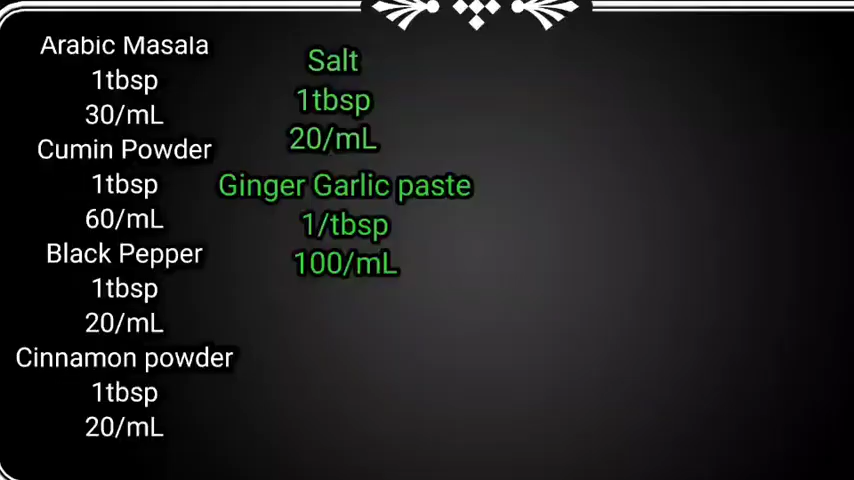 Arabic Masala
1tbsp
30/mL
Cumin Powder
1tbsp
60/mL
Black Pepper
1tbsp
20/mL
Cinnamon powder
1tbsp
20/mL
Salt
1tbsp
20/mL
Ginger Garlic paste
1/tbsp
100/mL